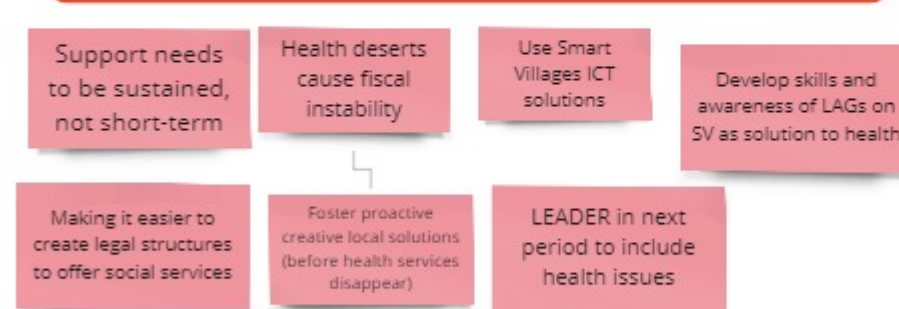 Support needs
to be sustained,
not short-term
Health deserts
cause fiscal
instability
Use Smart
Villages ICT
solutions
Develop skills and
awareness of LAGs on
SV as solution to health
Making it easier to
create legal structures
to offer social services
Foster proactive
creative local solutions
(before health services
disappear)
LEADER in next
period to include
health issues